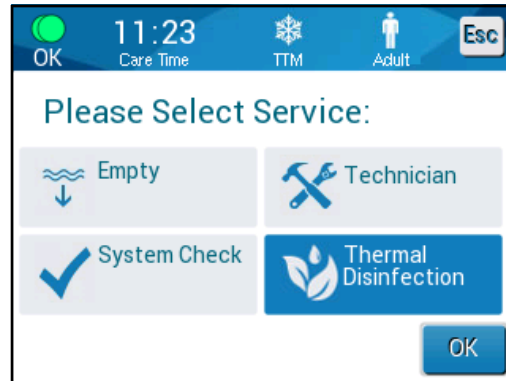 OK
11:23
Care Time
TTM
Adult
Esc
Please Select Service:
Empty
Technician
System Check
Thermal
Disinfection
OK